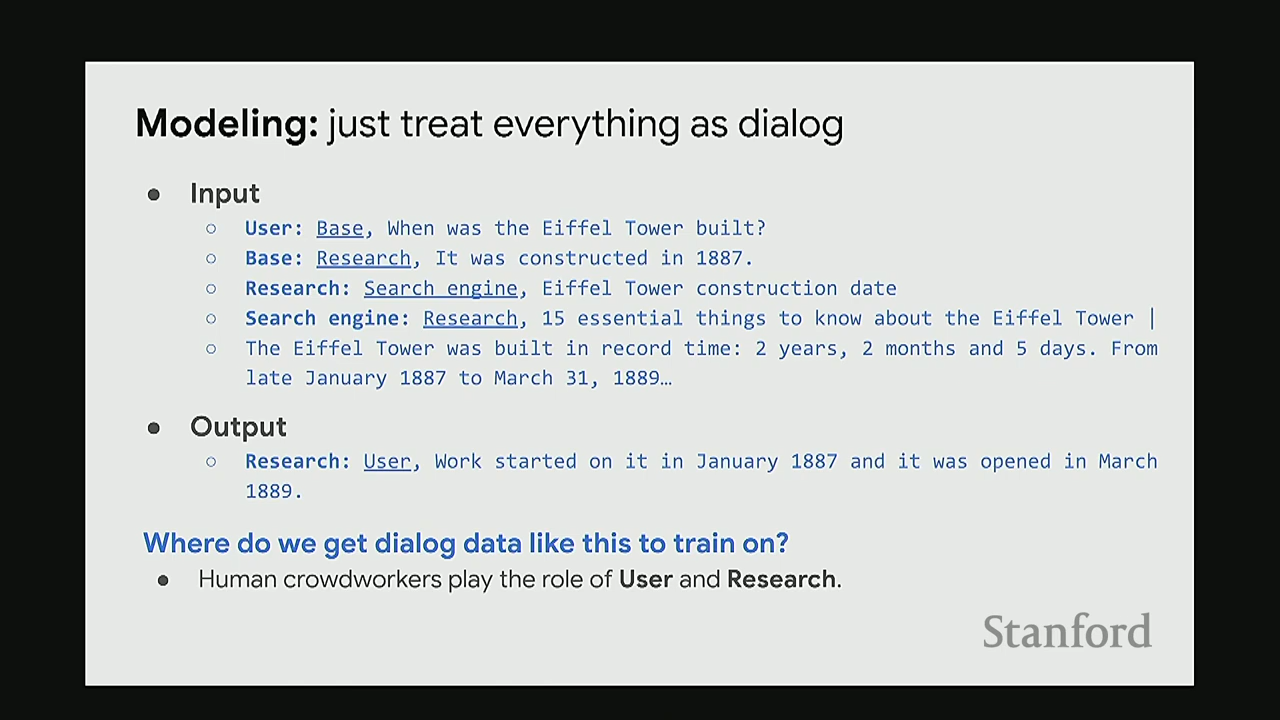 Modeling: just treat everything as dialog
● Input
○ User: Base, When was the Eiffel Tower built?
○ Base: Research, It was constructed in 1887.
○ Research: Search engine, Eiffel Tower construction date
○ Search engine: Research, 15 essential things to know about the Eiffel Tower |
○ The Eiffel Tower was built in record time: 2 years, 2 months and 5 days. From
late January 1887 to March 31, 1889…
● Output
○ Research: User, Work started on it in January 1887 and it was opened in March
1889.
Where do we get dialog data like this to train on?
● Human crowdworkers play the role of User and Research.
Stanford